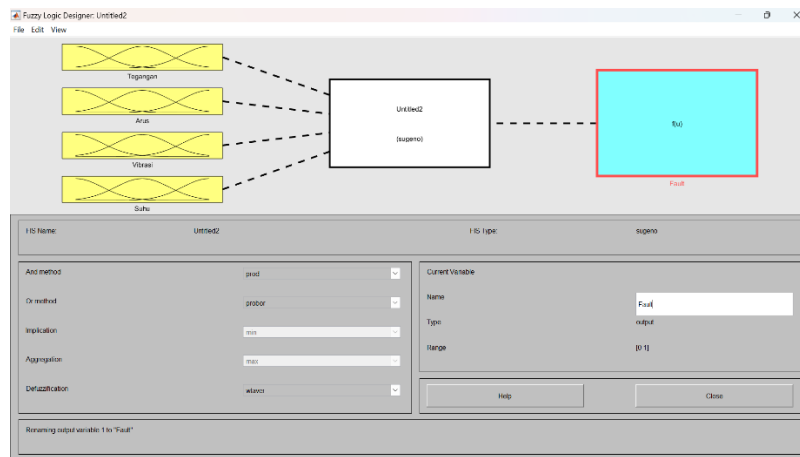 Fuzzy Logic Designer: Untitled2
File Edit View
Tegangan
Arus
Vibrasi
Suhu
Untitled2
(sugeno)
f(u)
Fault
FIS Name: Untitled2 FIS Type: sugeno
And method prod
Or method probor
Implication min
Aggregation max
Defuzzification wtaver
Current Variable
Name Fault
Type output
Range [0 1]
Help Close
Renaming output variable 1 to "Fault"